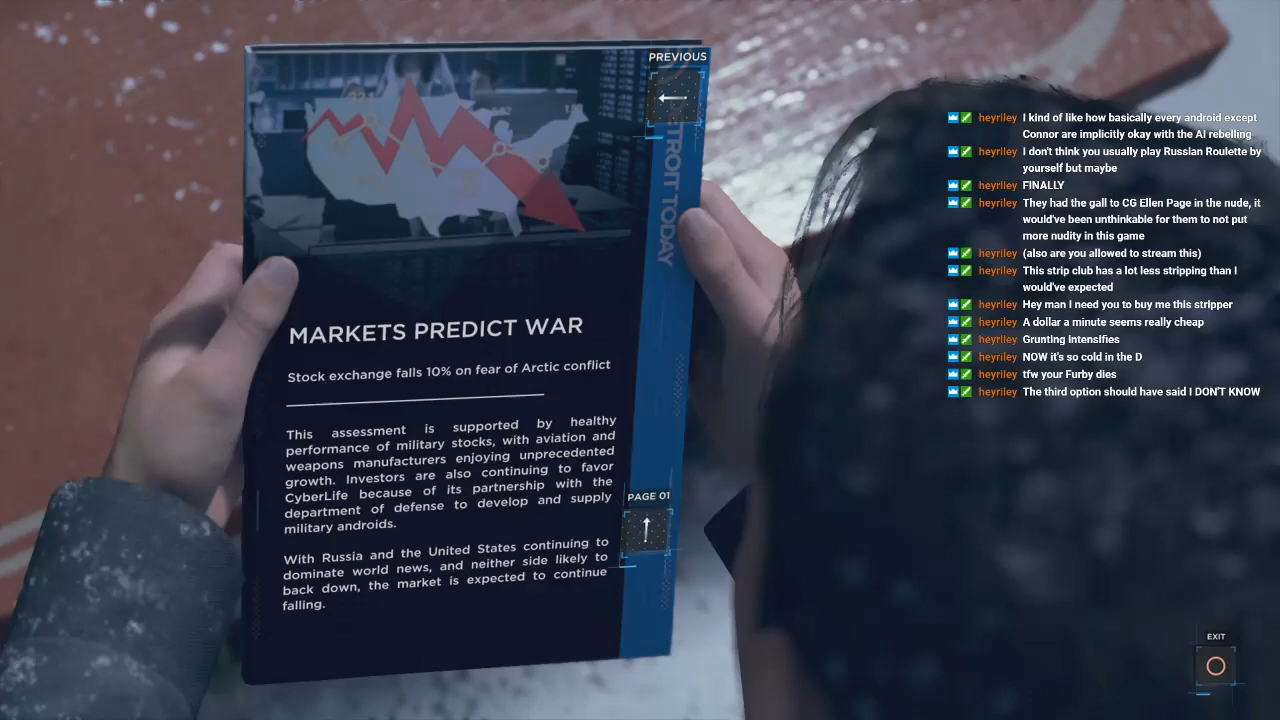 PREVIOUS
TROIT TODAY
MARKETS PREDICT WAR
Stock exchange falls 10% on fear of Arctic conflict
This assessment is supported by healthy
performance of military stocks, with aviation and
weapons manufacturers enjoying unprecedented
growth. Investors are also continuing to favor
CyberLife because of its partnership with the
department of defense to develop and supply
military androids.
With Russia and the United States continuing to
dominate world news, and neither side likely to
back down, the market is expected to continue
falling.
PAGE 01
heyriley I kind of like how basically every android except
Connor are implicitly okay with the AI rebelling
heyriley I don't think you usually play Russian Roulette by
yourself but maybe
heyriley FINALLY
heyriley They had the gall to CG Ellen Page in the nude, it
would've been unthinkable for them to not put
more nudity in this game
heyriley (also are you allowed to stream this)
heyriley This strip club has a lot less stripping than I
would've expected
heyriley Hey man I need you to buy me this stripper
heyriley A dollar a minute seems really cheap
heyriley Grunting intensifies
heyriley NOW it's so cold in the D
heyriley tfw your Furby dies
heyriley The third option should have said I DON'T KNOW
EXIT